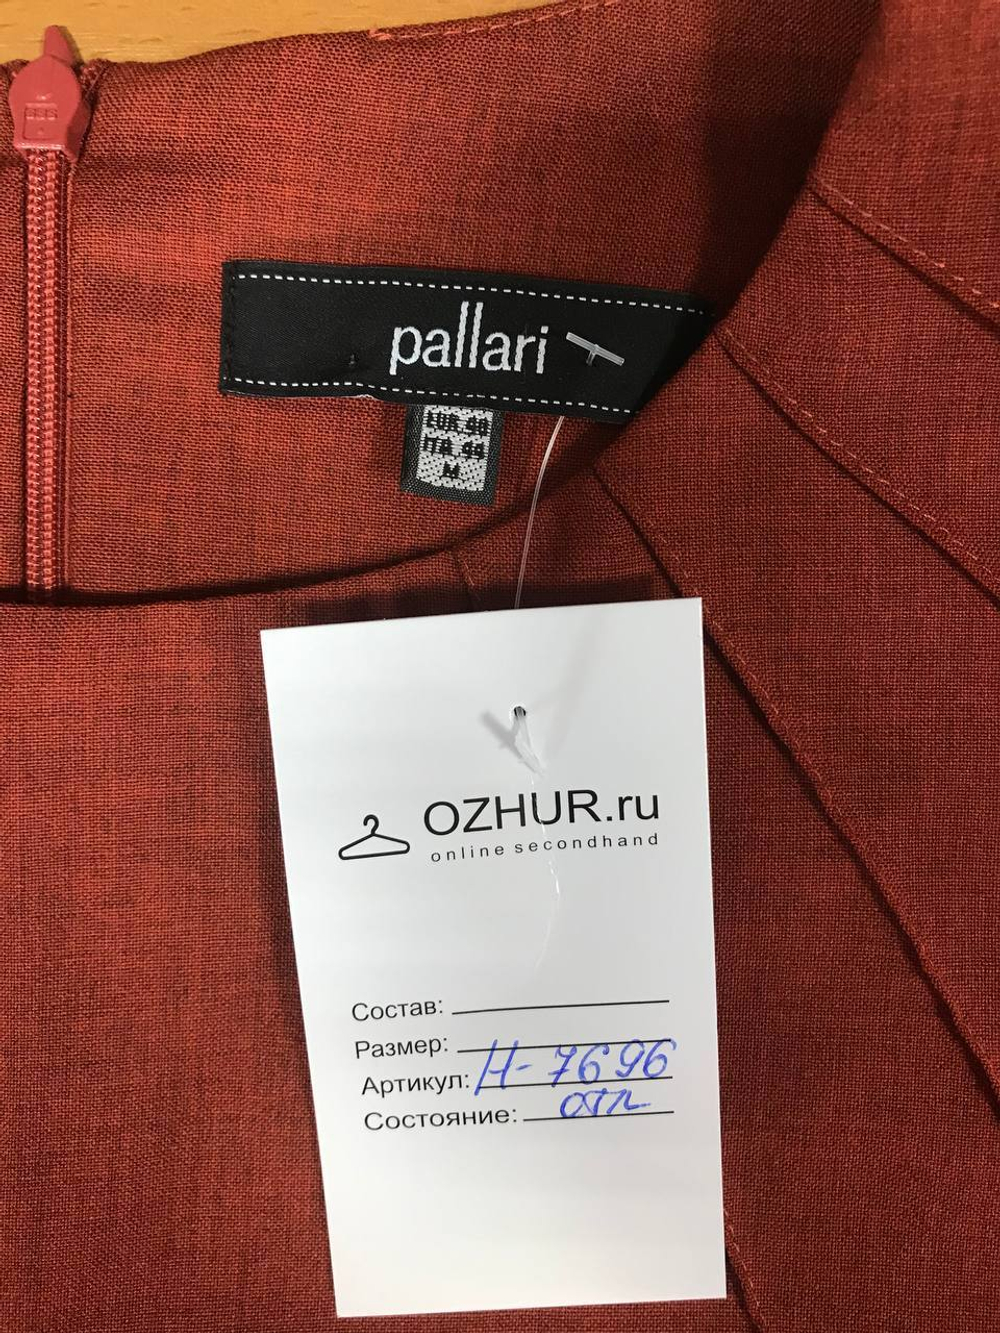 pallari
EUR 40
ITA 44
M
OZHUR.ru
online secondhand
Состав:
Размер:
Артикул: Н-7696
Состояние: отл